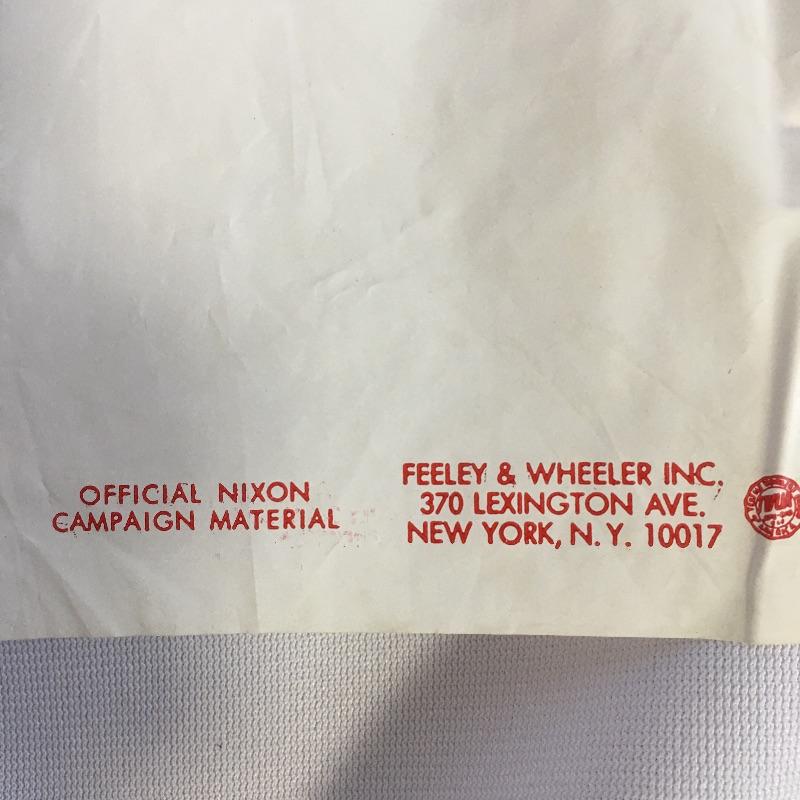 OFFICIAL NIXON
CAMPAIGN MATERIAL
FEELEY & WHEELER INC.
370 LEXINGTON AVE.
NEW YORK, N. Y. 10017